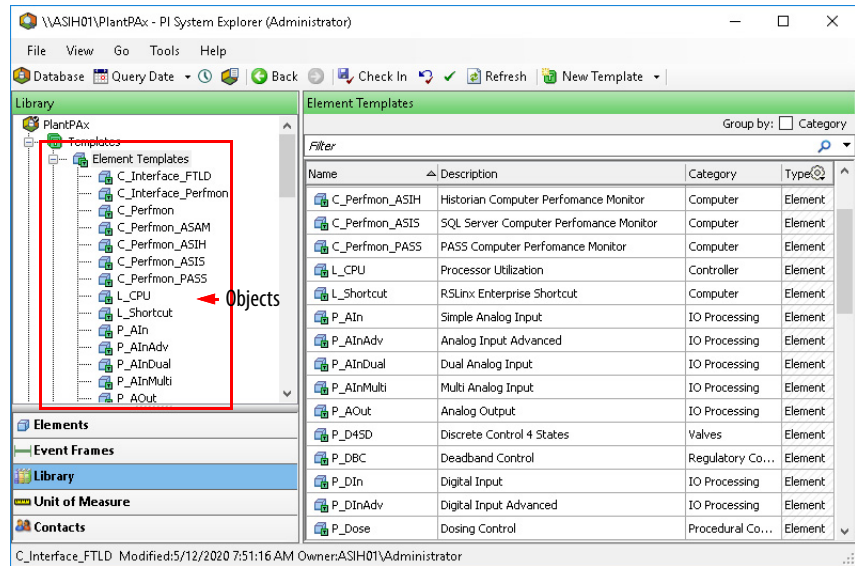 \\ASIH01\PlantPAx - PI System Explorer (Administrator)
File View Go Tools Help
Database Query Date Back Check In Refresh New Template
Library
PlantPAx
Templates
Element Templates
C_Interface_FTLD
C_Interface_Perfmon
C_Perfmon
C_Perfmon_ASAM
C_Perfmon_ASIH
C_Perfmon_ASIS
C_Perfmon_PASS
L_CPU
L_Shortcut
P_AIn
P_AInAdv
P_AInDual
P_AInMulti
P_AOut
Objects
Elements
Event Frames
Library
Unit of Measure
Contacts
Element Templates
Group by: Category
Filter
Name Description Category Type
C_Perfmon_ASIH Historian Computer Perfomance Monitor Computer Element
C_Perfmon_ASIS SQL Server Computer Perfomance Monitor Computer Element
C_Perfmon_PASS PASS Computer Perfomance Monitor Computer Element
L_CPU Processor Utilization Controller Element
L_Shortcut RSLinx Enterprise Shortcut Computer Element
P_AIn Simple Analog Input IO Processing Element
P_AInAdv Analog Input Advanced IO Processing Element
P_AInDual Dual Analog Input IO Processing Element
P_AInMulti Multi Analog Input IO Processing Element
P_AOut Analog Output IO Processing Element
P_D4SD Discrete Control 4 States Valves Element
P_DBC Deadband Control Regulatory Co... Element
P_DIn Digital Input IO Processing Element
P_DInAdv Digital Input Advanced IO Processing Element
P_Dose Dosing Control Procedural Co... Element
C_Interface_FTLD Modified:5/12/2020 7:51:16 AM Owner:ASIH01\Administrator